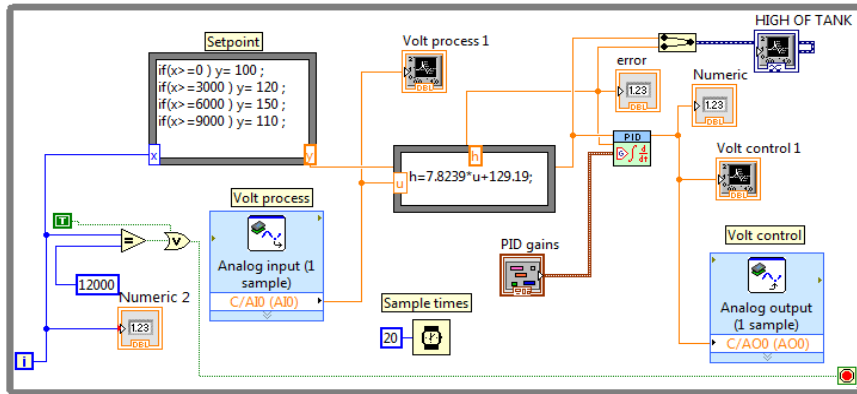 HIGH OF TANK
Setpoint
Volt process 1
DBL
if(x>=0 ) y= 100 ;
if(x>=3000 ) y= 120 ;
if(x>=6000 ) y= 150 ;
if(x>=9000 ) y= 110 ;
x
y
error
1.23
DBL
Numeric
1.23
DBL
h
u
h=7.8239*u+129.19;
PID
d
dt
Volt control 1
DBL
Volt process
T
=
V
Analog input (1
sample)
C/AI0 (AI0)
12000
Numeric 2
1.23
DBL
i
PID gains
Sample times
20
Volt control
Analog output
(1 sample)
C/AO0 (AO0)